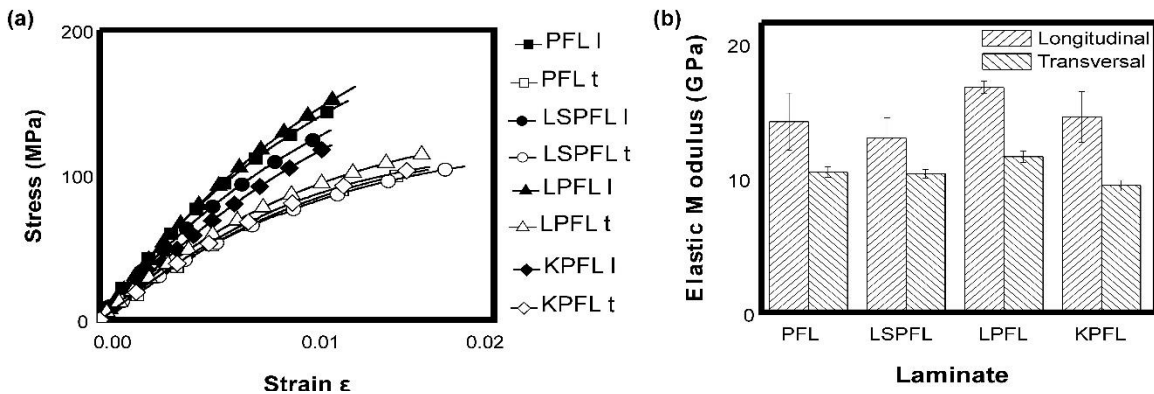 (a)
200
100
0
0.00
0.01
0.02
Stress (MPa)
Strain ε
PFL l
PFL t
LSPFL l
LSPFL t
LPFL l
LPFL t
KPFL l
KPFL t
(b)
20
10
0
Elastic Modulus (GPa)
Longitudinal
Transversal
PFL
LSPFL
LPFL
KPFL
Laminate